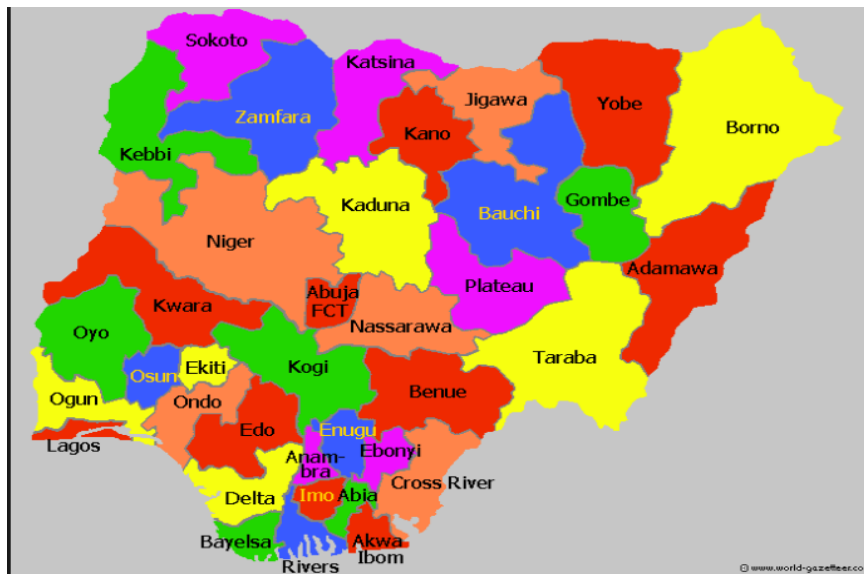 Sokoto
Katsina
Jigawa
Yobe
Zamfara
Kano
Borno
Kebbi
Kaduna
Bauchi
Gombe
Niger
Adamawa
Plateau
Abuja
FCT
Kwara
Nassarawa
Oyo
Taraba
Osun
Ekiti
Kogi
Benue
Ogun
Ondo
Edo
Enugu
Lagos
Anam-
bra
Ebonyi
Cross River
Delta
Imo
Abia
Bayelsa
Akwa
Ibom
Rivers
© www.world-gazetteer.co